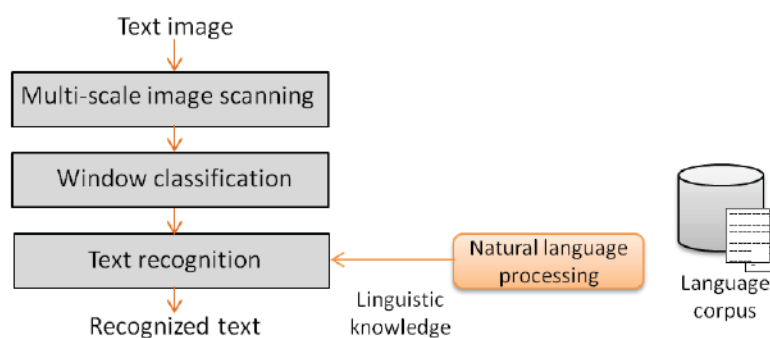 Text image
Multi-scale image scanning
Window classification
Text recognition
Natural language
processing
Linguistic
knowledge
Language
corpus
Recognized text